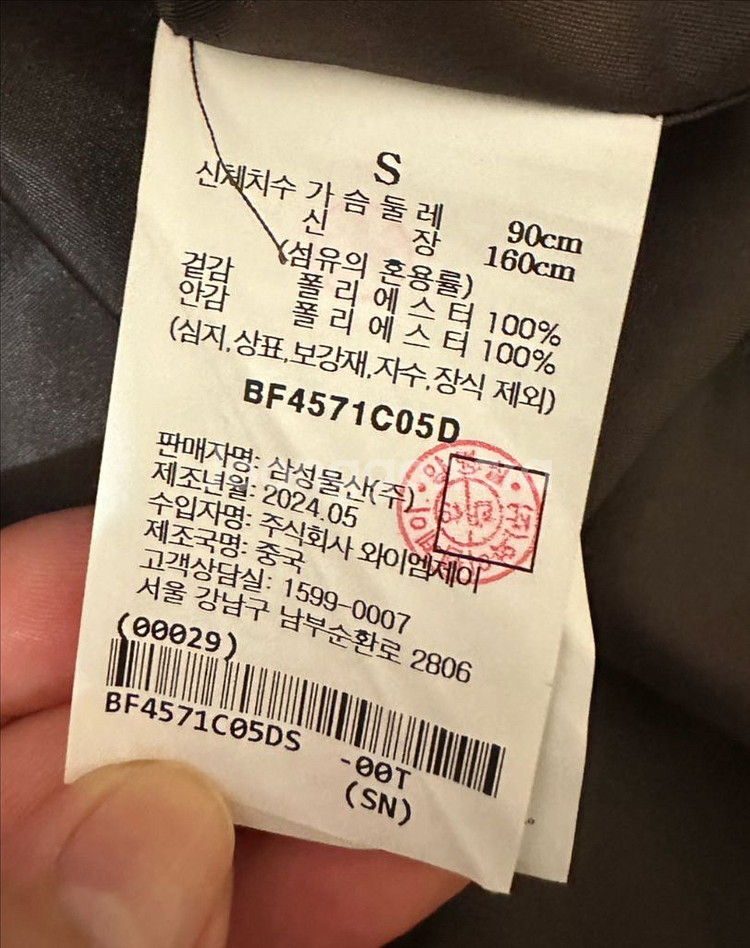 S
신체치수 가슴둘레 90cm
신장 160cm
(섬유의 혼용률)
겉감 폴리에스터 100%
안감 폴리에스터 100%
(심지,상표,보강재,자수,장식 제외)
BF4571C05D
판매자명: 삼성물산(주)
제조년월: 2024.05
수입자명: 주식회사 와이엠제이
제조국명: 중국
고객상담실: 1599-0007
서울 강남구 남부순환로 2806
(00029)
BF4571C05DS -00T
(SN)